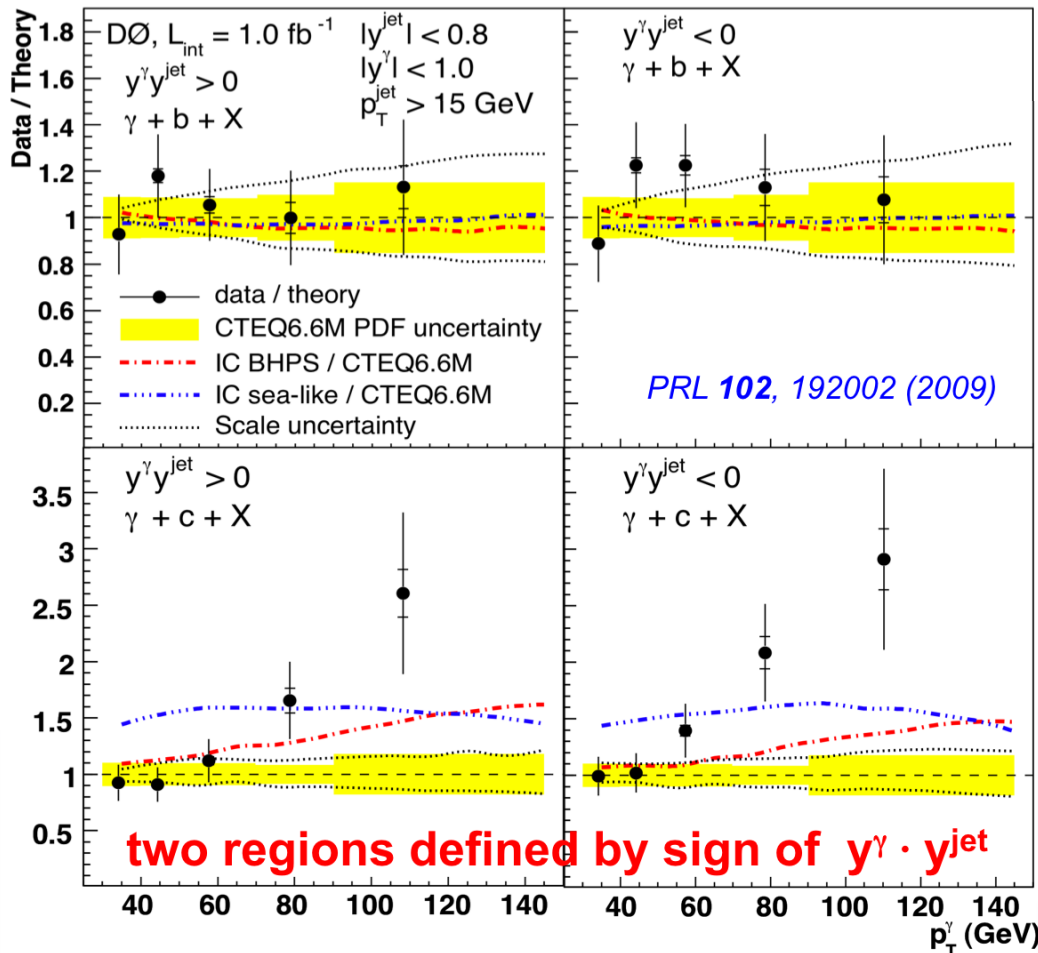 Data / Theory
1.8
1.6
1.4
1.2
1
0.8
0.6
0.4
0.2
DØ, L_int = 1.0 fb⁻¹
y^γ y^jet > 0
γ + b + X
|y^jet| < 0.8
|y^γ| < 1.0
p_T^jet > 15 GeV
data / theory
CTEQ6.6M PDF uncertainty
IC BHPS / CTEQ6.6M
IC sea-like / CTEQ6.6M
Scale uncertainty
y^γ y^jet < 0
γ + b + X
PRL 102, 192002 (2009)
3.5
3
2.5
2
1.5
1
0.5
y^γ y^jet > 0
γ + c + X
y^γ y^jet < 0
γ + c + X
two regions defined by sign of y^γ · y^jet
40 60 80 100 120 140
40 60 80 100 120 140
p_T^γ (GeV)